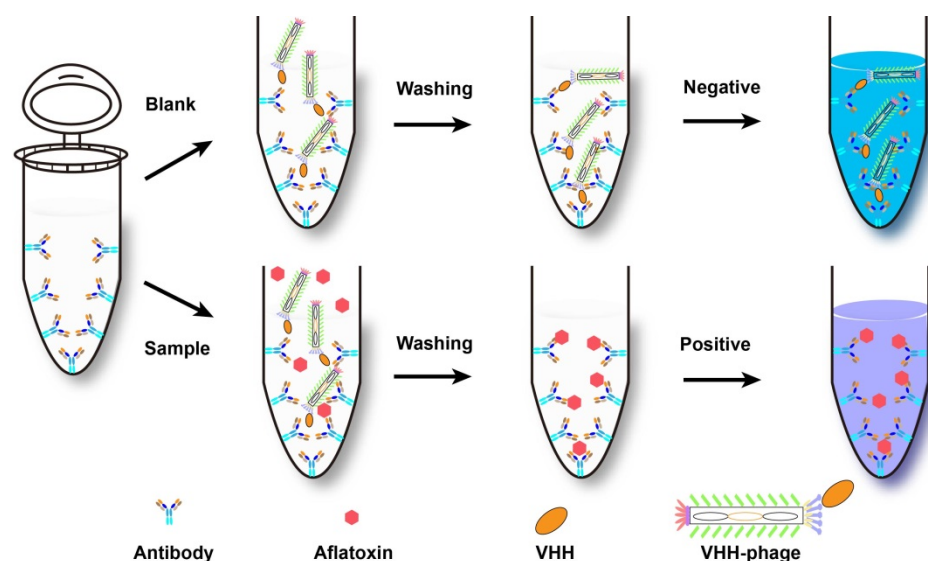 Blank
Washing
Negative
Sample
Washing
Positive
Antibody
Aflatoxin
VHH
VHH-phage